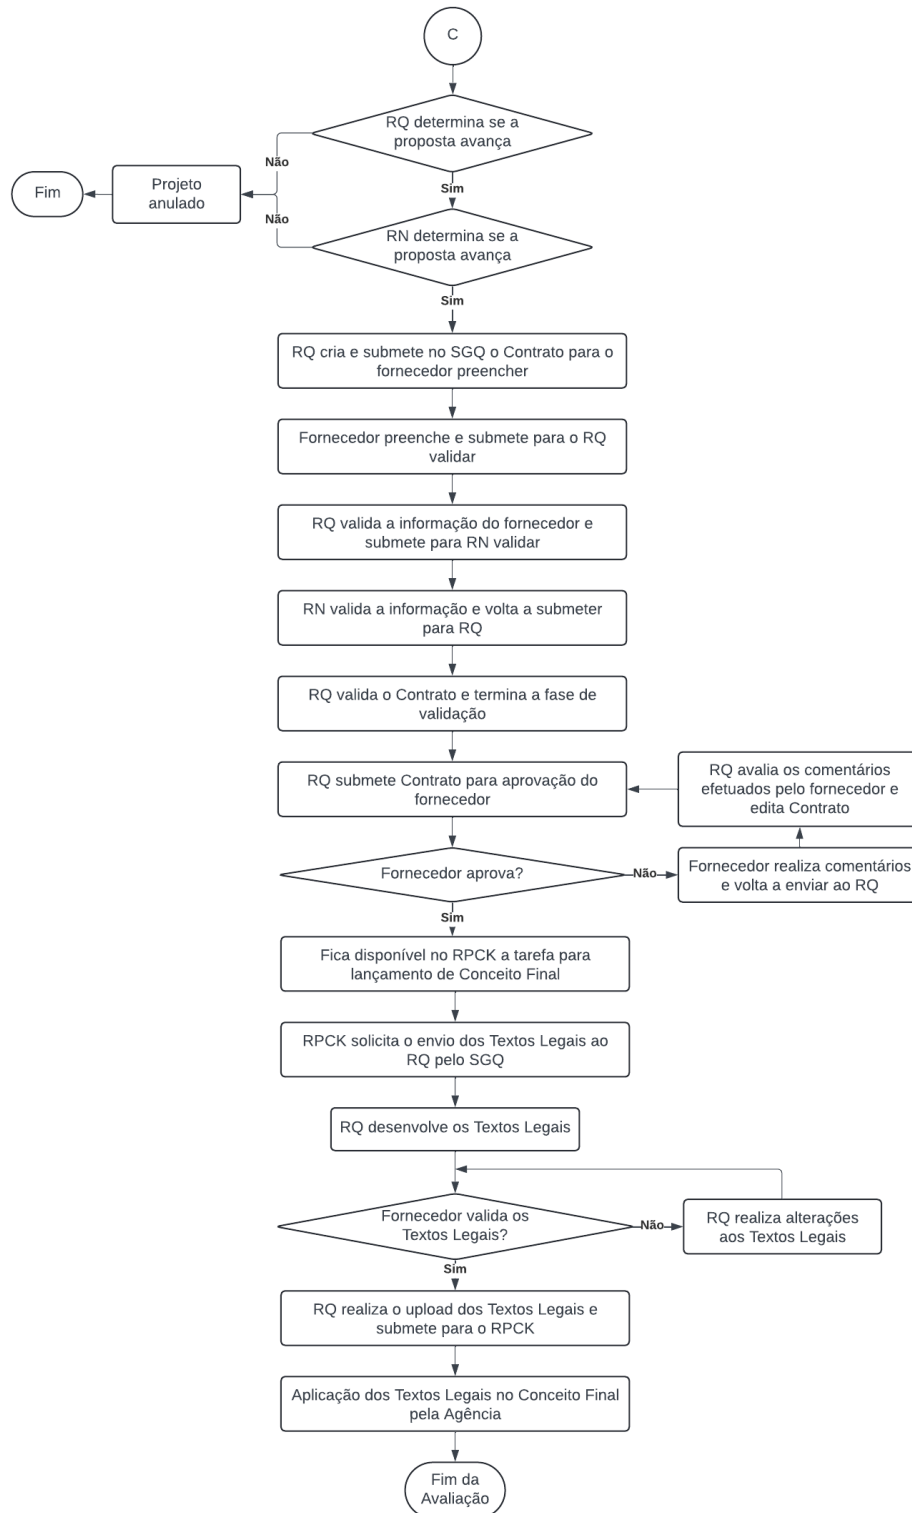 C
RQ determina se a
proposta avança
Não
Sim
Fim
Projeto
anulado
Não
RN determina se a
proposta avança
Sim
RQ cria e submete no SGQ o Contrato para o
fornecedor preencher
Fornecedor preenche e submete para o RQ
validar
RQ valida a informação do fornecedor e
submete para RN validar
RN valida a informação e volta a submeter
para RQ
RQ valida o Contrato e termina a fase de
validação
RQ submete Contrato para aprovação do
fornecedor
RQ avalia os comentários
efetuados pelo fornecedor e
edita Contrato
Fornecedor aprova?
Não
Fornecedor realiza comentários
e volta a enviar ao RQ
Sim
Fica disponível no RPCK a tarefa para
lançamento de Conceito Final
RPCK solicita o envio dos Textos Legais ao
RQ pelo SGQ
RQ desenvolve os Textos Legais
Fornecedor valida os
Textos Legais?
Não
RQ realiza alterações
aos Textos Legais
Sim
RQ realiza o upload dos Textos Legais e
submete para o RPCK
Aplicação dos Textos Legais no Conceito Final
pela Agência
Fim da
Avaliação